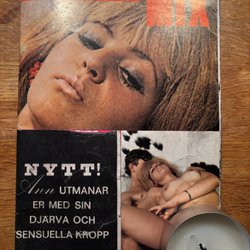 MIX
NYTT!
Ann UTMANAR
ER MED SIN
DJÄRVA OCH
SENSUELLA KROPP